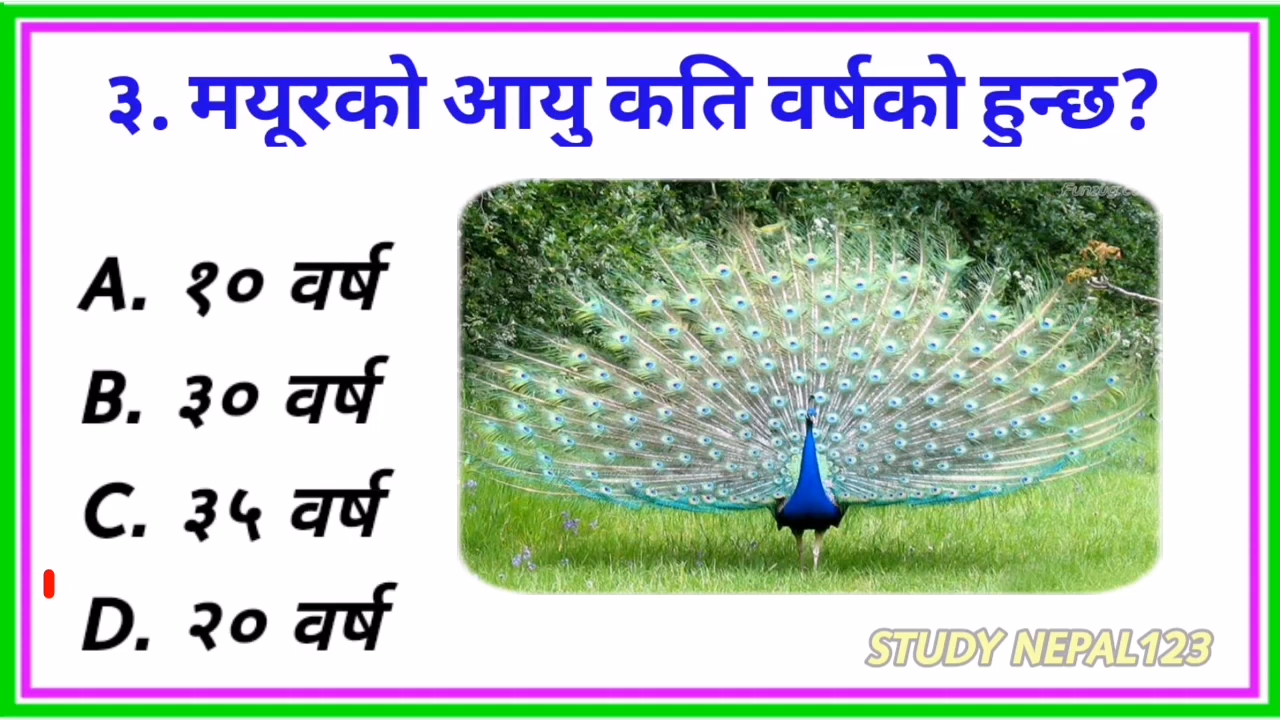 ३. मयूरको आयु कति वर्षको हुन्छ?
A. १० वर्ष
B. ३० वर्ष
C. ३५ वर्ष
D. २० वर्ष
STUDY NEPAL123